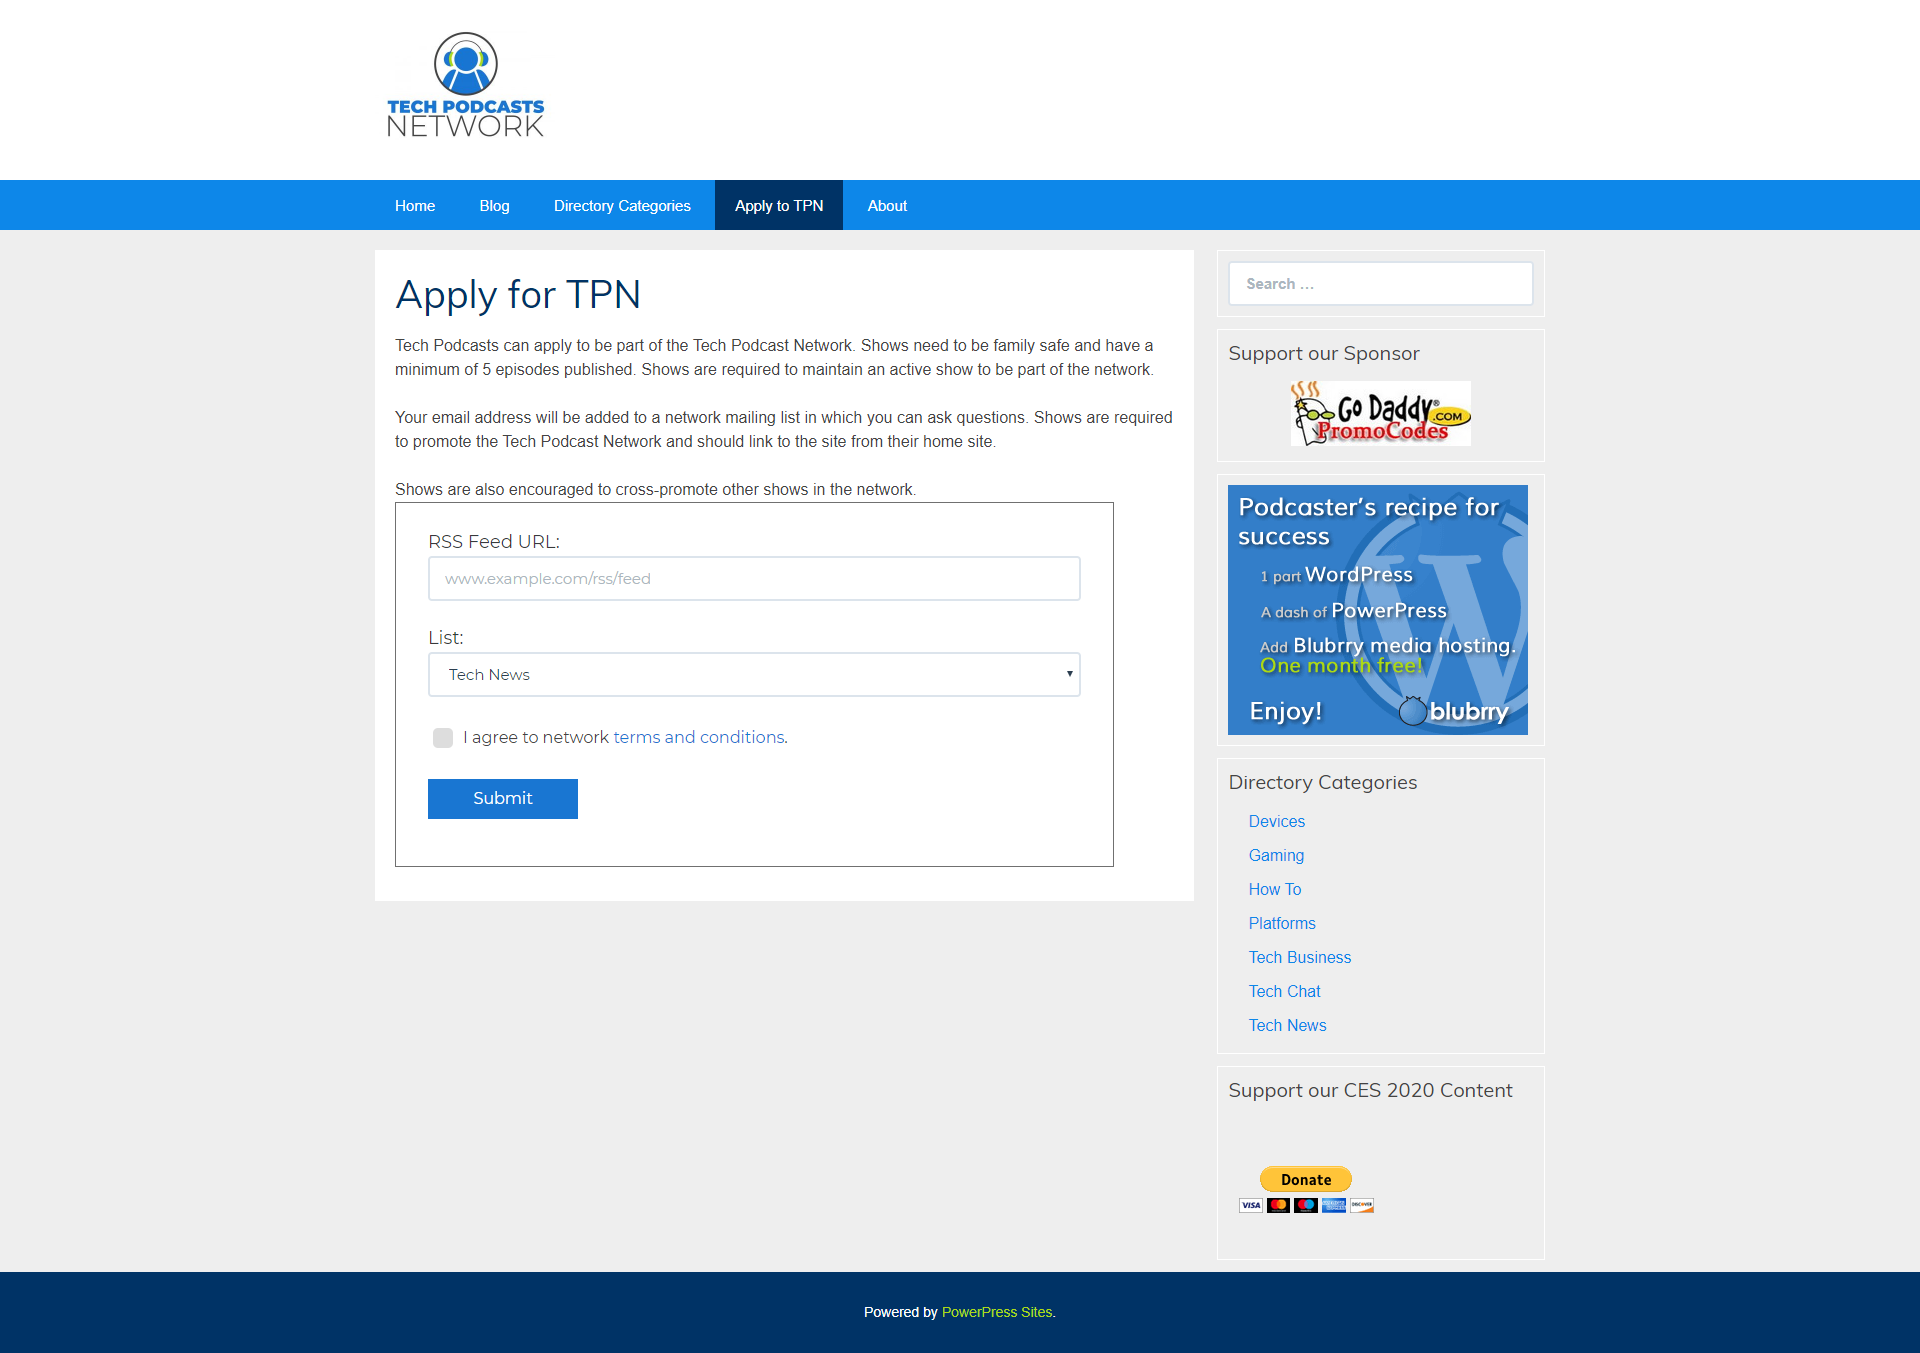 TECH PODCASTS
NETWORK
Home
Blog
Directory Categories
Apply to TPN
About
Apply for TPN
Tech Podcasts can apply to be part of the Tech Podcast Network. Shows need to be family safe and have a
minimum of 5 episodes published. Shows are required to maintain an active show to be part of the network.
Your email address will be added to a network mailing list in which you can ask questions. Shows are required
to promote the Tech Podcast Network and should link to the site from their home site.
Shows are also encouraged to cross-promote other shows in the network.
RSS Feed URL:
www.example.com/rss/feed
List:
Tech News
I agree to network terms and conditions.
Submit
Search ...
Support our Sponsor
Go Daddy®
.COM
PromoCodes
Podcaster's recipe for
success
1 part WordPress
A dash of PowerPress
Add Blubrry media hosting.
One month free!
Enjoy!
blubrry
Directory Categories
Devices
Gaming
How To
Platforms
Tech Business
Tech Chat
Tech News
Support our CES 2020 Content
Donate
VISA
DISCOVER
Powered by PowerPress Sites.